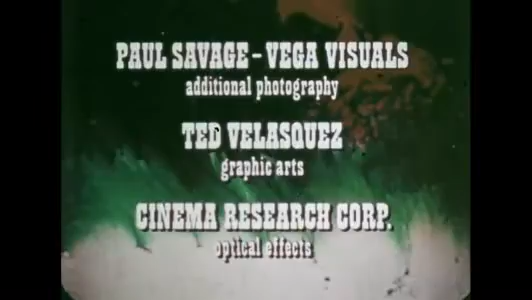 PAUL SAVAGE - VEGA VISUALS
additional photography
TED VELASQUEZ
graphic arts
CINEMA RESEARCH CORP.
optical effects